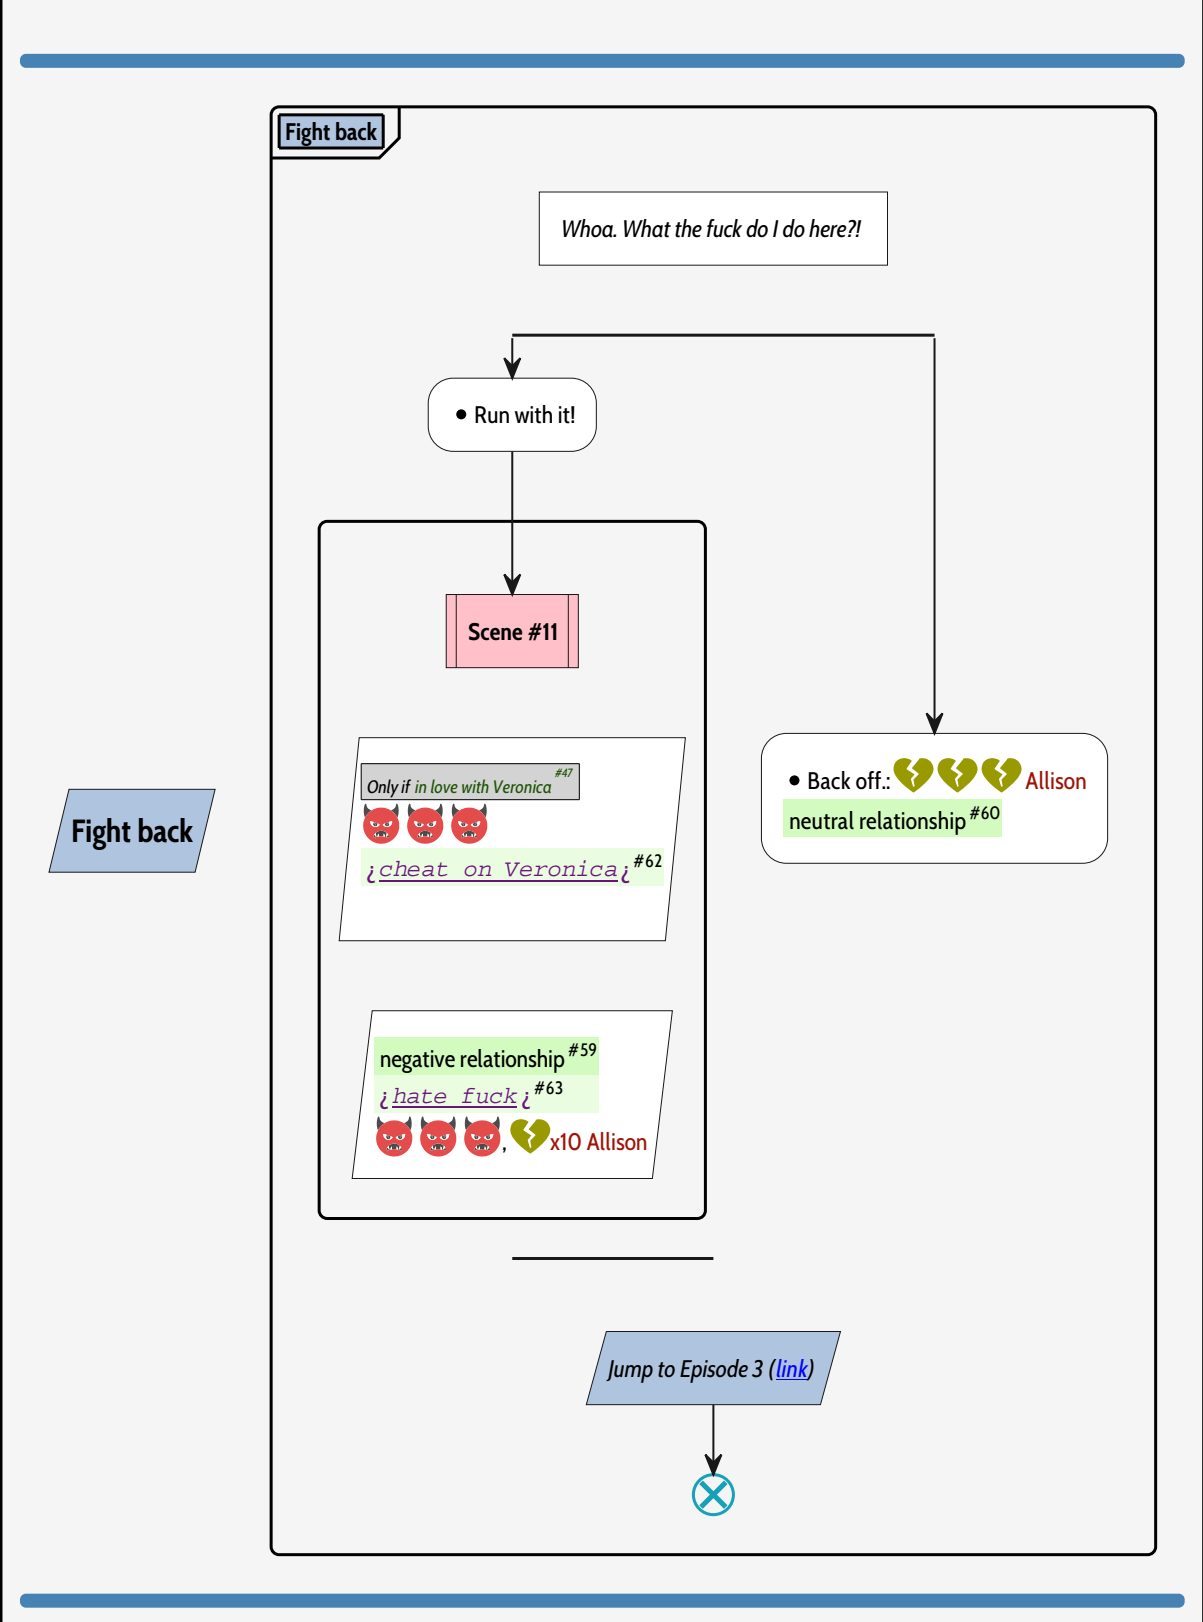 Fight back
Whoa. What the fuck do I do here?!
• Run with it!
Scene #11
Only if in love with Veronica #47
¿cheat on Veronica¿ #62
• Back off.: Allison
neutral relationship #60
Fight back
negative relationship #59
¿hate fuck¿ #63
, x10 Allison
Jump to Episode 3 (link)